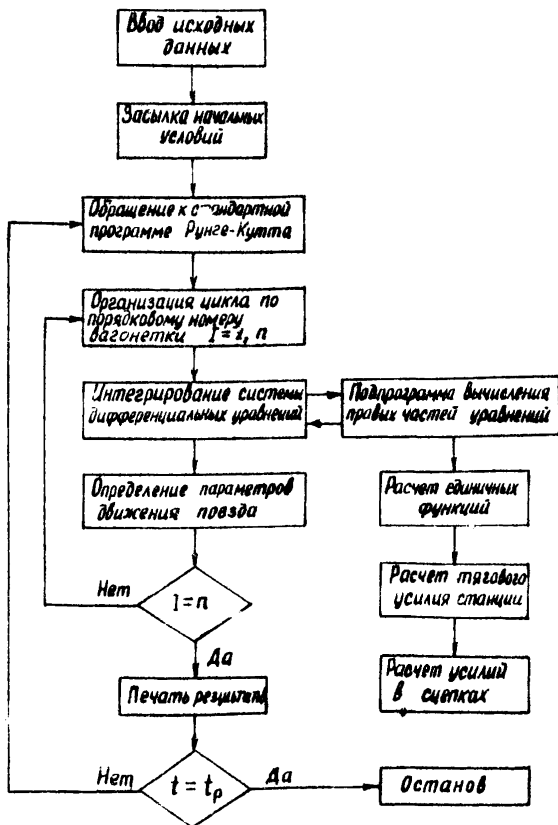 Ввод исходных
данных
Засылка начальных
условий
Обращение к стандартной
программе Рунге-Кутта
Организация цикла по
порядковому номеру
вагонетки I=1, n
Интегрирование системы
дифференциальных уравнений
Подпрограмма вычисления
правых частей уравнений
Определение параметров
движения поезда
Расчет единичных
функций
Нет
I=n
Расчет тягового
усилия станции
Да
Печать результатов
Расчет усилий
в сцепках
Нет
t = tр
Да
Останов